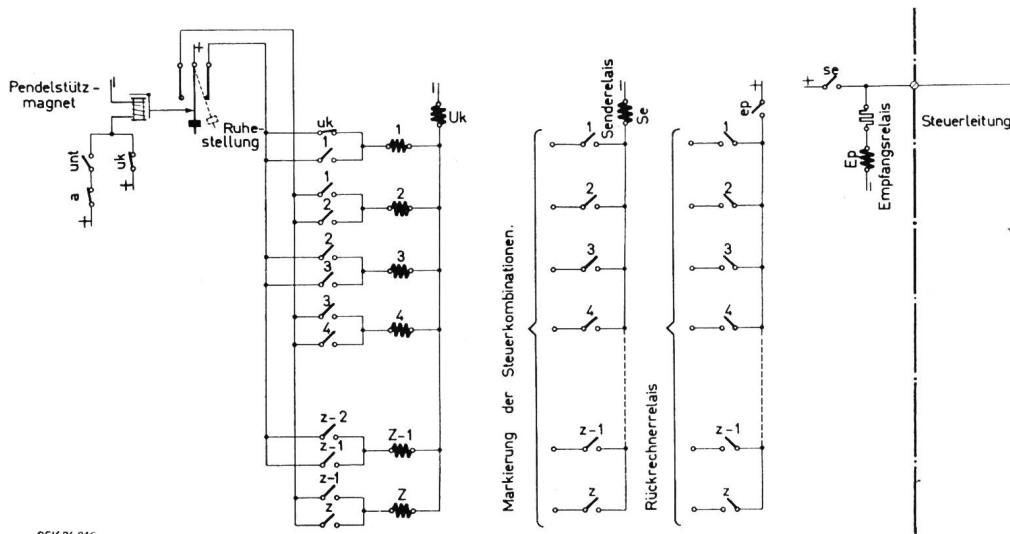 Pendelstütz-
magnet
unt
a
uk
Ruhe-
stellung
Uk
uk
1
1
1
2
2
2
3
3
3
4
4
z-2
z-1
Z-1
z-1
z
Z
Markierung der Steuerkombinationen.
Senderelais
Se
1
2
3
4
z-1
z
Rückrechnerrelais
ep
1
2
3
4
z-1
z
se
Ep
Empfangsrelais
Steuerleitung